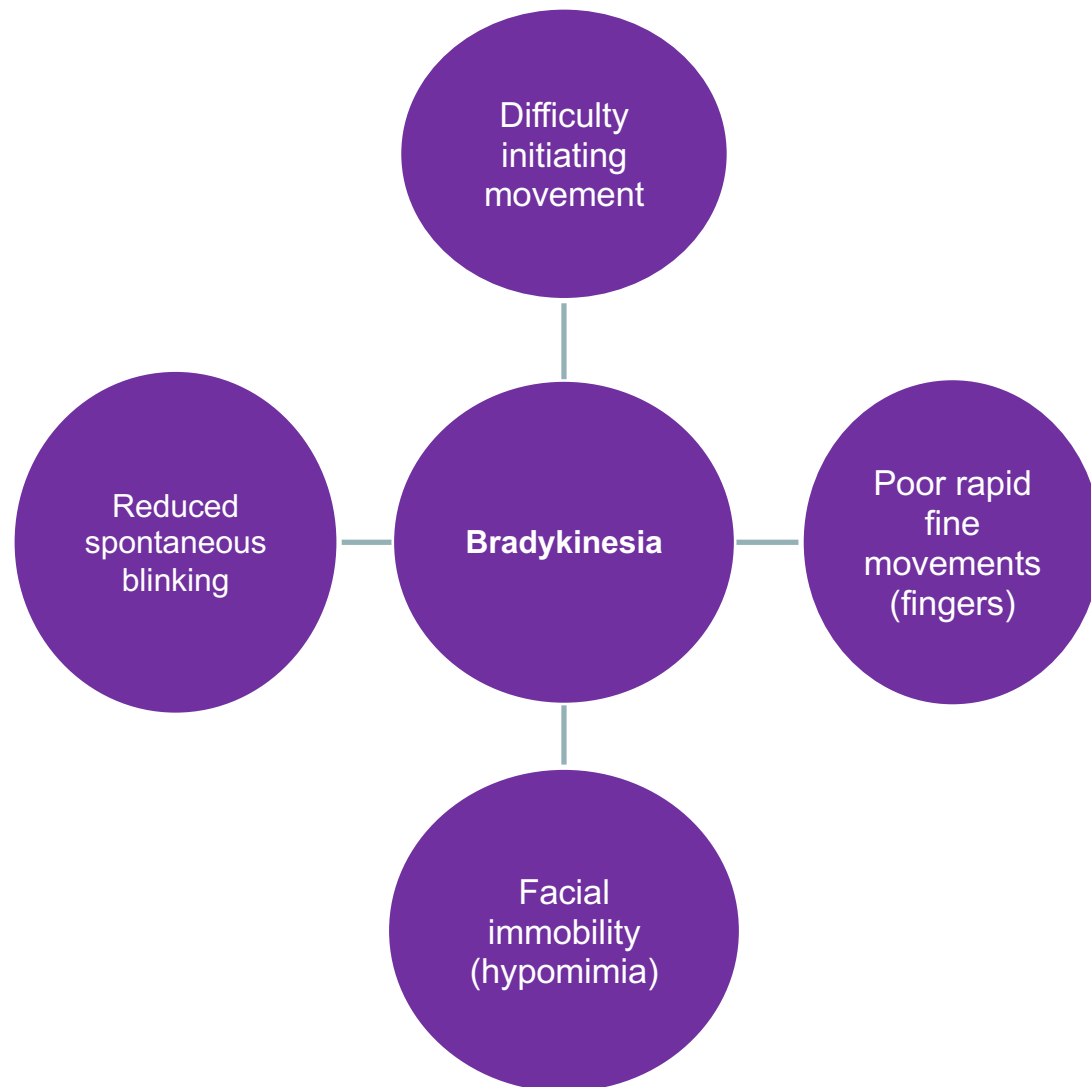 Difficulty
initiating
movement
Reduced
spontaneous
blinking
Bradykinesia
Poor rapid
fine
movements
(fingers)
Facial
immobility
(hypomimia)